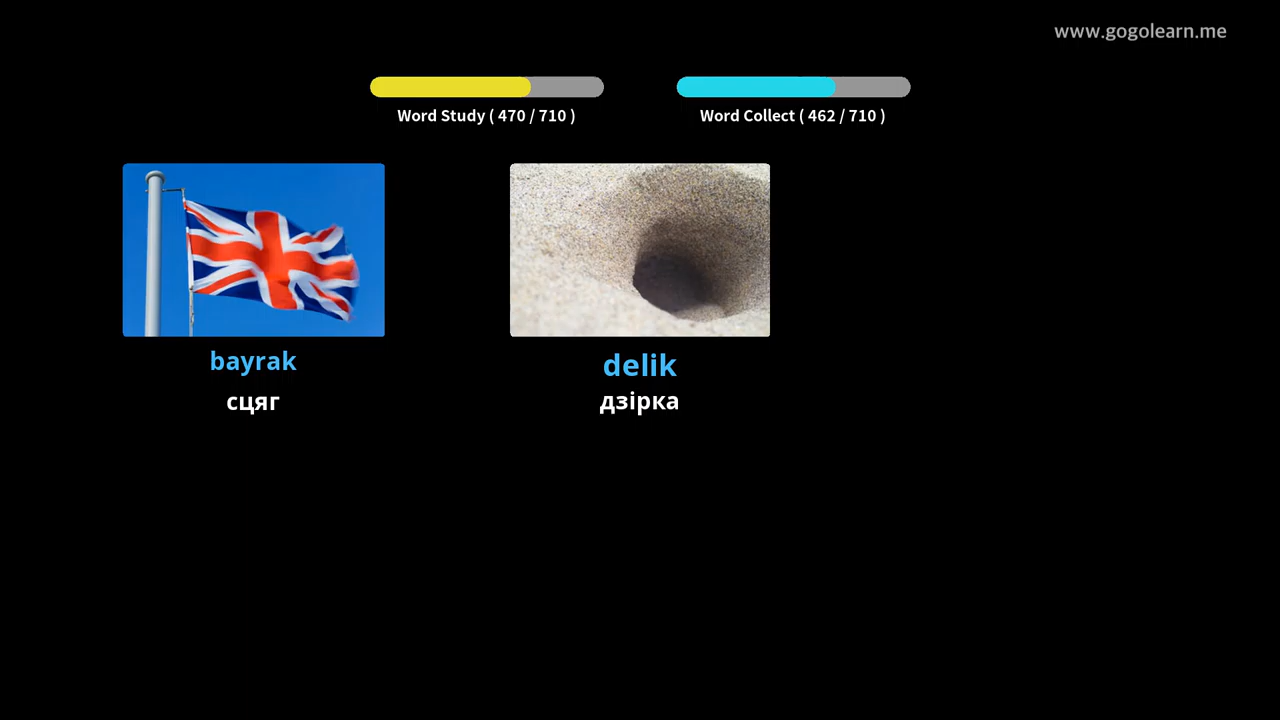 www.gogolearn.me
Word Study ( 470 / 710 )
Word Collect ( 462 / 710 )
bayrak
сцяг
delik
дзірка